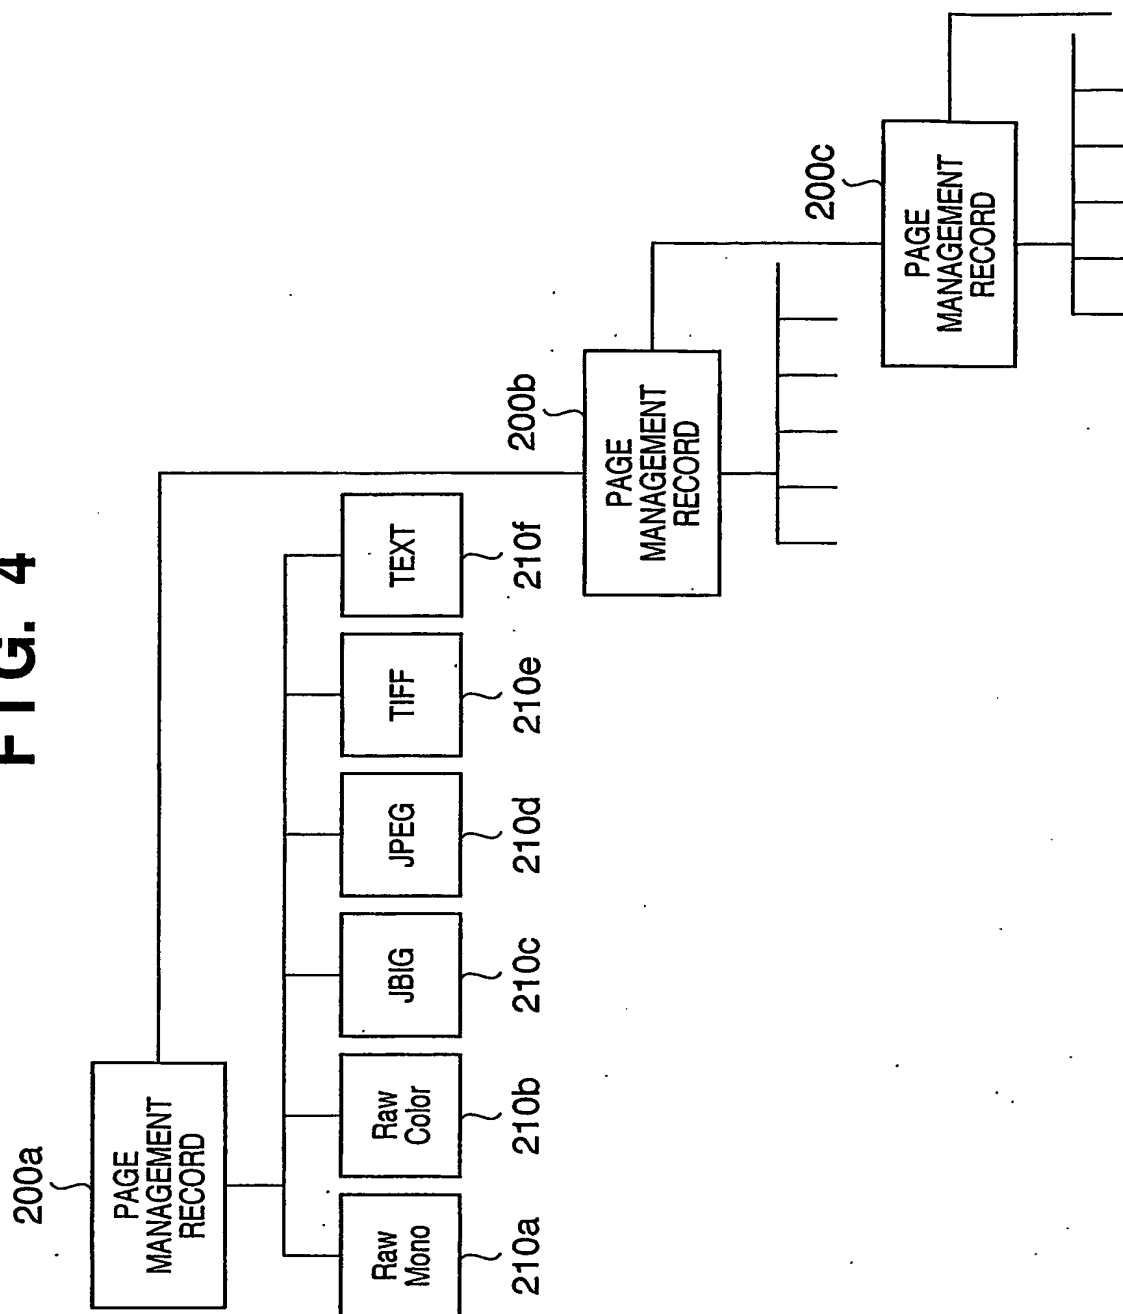 FIG. 4
200a
PAGE
MANAGEMENT
RECORD
Raw
Mono
210a
Raw
Color
210b
JBIG
210c
JPEG
210d
TIFF
210e
TEXT
210f
200b
PAGE
MANAGEMENT
RECORD
200c
PAGE
MANAGEMENT
RECORD